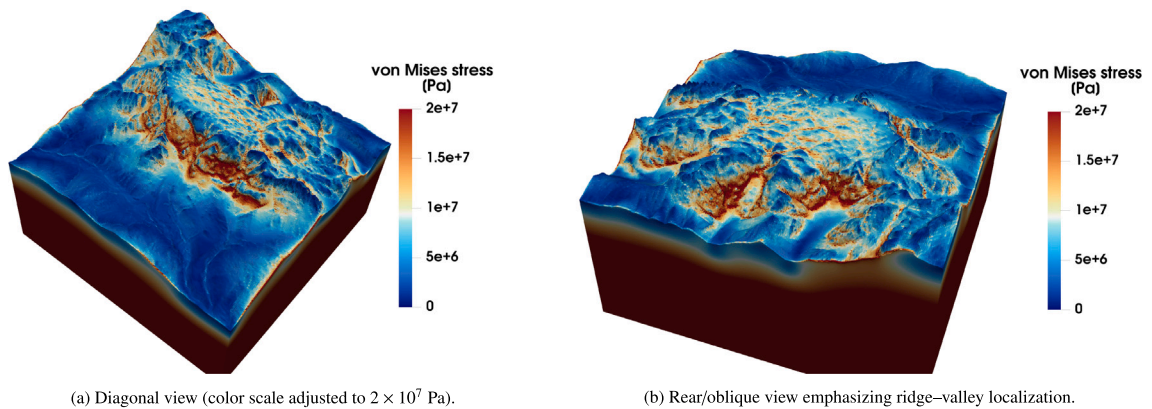 von Mises stress
(Pa)
2e+7
1.5e+7
1e+7
5e+6
0
von Mises stress
(Pa)
2e+7
1.5e+7
1e+7
5e+6
0
(a) Diagonal view (color scale adjusted to 2 × 10⁷ Pa).
(b) Rear/oblique view emphasizing ridge–valley localization.